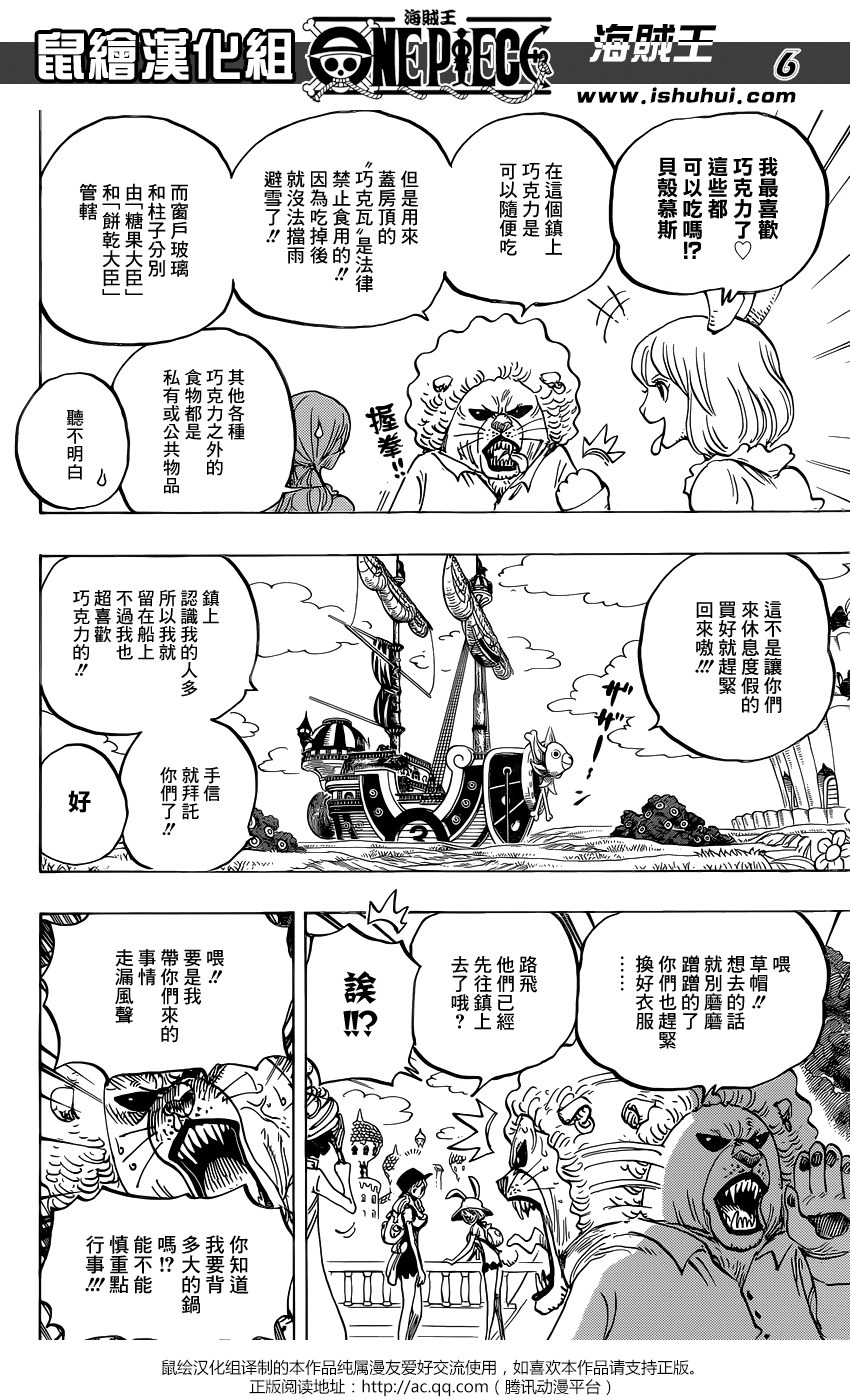 鼠繪漢化組
海賊王
ONE PIECE
海賊王
6
www.ishuhui.com
我最喜歡
巧克力了♡
這些都
可以吃嗎!?
貝殼慕斯
在這個鎮上
巧克力是
可以隨便吃
但是用來
蓋房頂的
〝巧克瓦〞是法律
禁止食用的!!
因為吃掉後
就沒法擋雨
避雪了!!
而窗戶玻璃
和柱子分別
由「糖果大臣」
和「餅乾大臣」
管轄
握拳!!
其他各種
巧克力之外的
食物都是
私有或公共物品
聽不明白
這不是讓你們
來休息度假的
買好就趕緊
回來嗷!!!
ザザ…
鎮上
認識我的人多
所以我就
留在船上
不過我也
超喜歡
巧克力的!!
手信
就拜託
你們了!!
好
喂
草帽!!
想去的話
就別磨磨
蹭蹭的了
你們也趕緊
換好衣服
……
路飛
他們已經
先往鎮上
去了哦?
誒!!?
喂!!
要是我
帶你們來的
事情
走漏風聲
你知道
我要背
多大的鍋
嗎!?
能不能
慎重點
行事!!!
鼠绘汉化组译制的本作品纯属漫友爱好交流使用，如喜欢本作品请支持正版。
正版阅读地址：http://ac.qq.com（腾讯动漫平台）